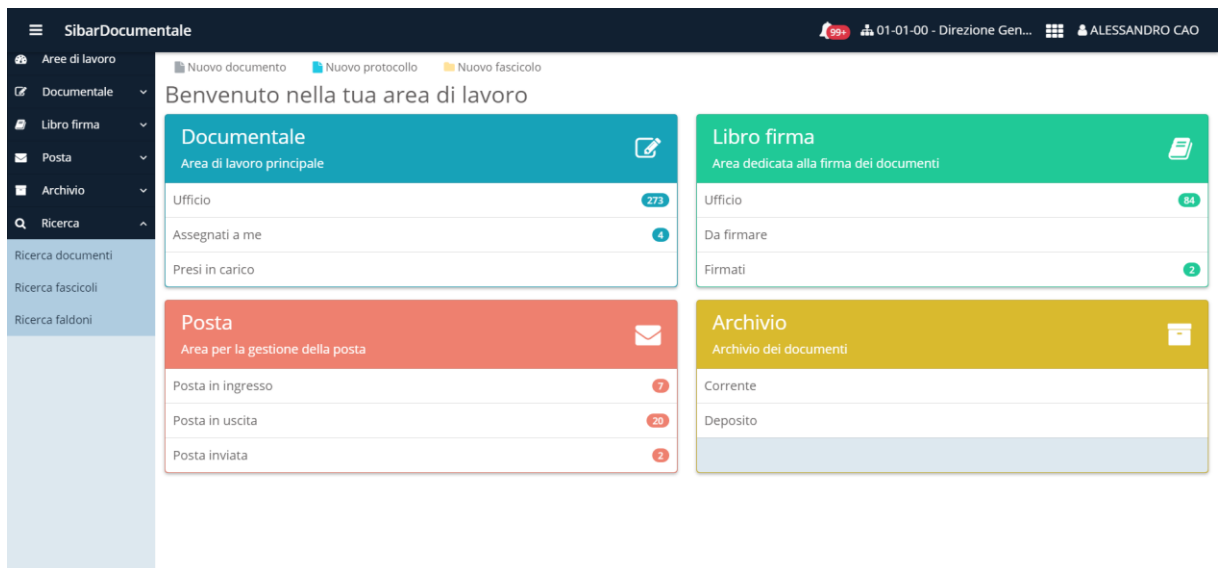 SibarDocumentale
99+
01-01-00 - Direzione Gen...
ALESSANDRO CAO
Aree di lavoro
Documentale
Libro firma
Posta
Archivio
Ricerca
Ricerca documenti
Ricerca fascicoli
Ricerca faldoni
Nuovo documento
Nuovo protocollo
Nuovo fascicolo
Benvenuto nella tua area di lavoro
Documentale
Area di lavoro principale
Ufficio 273
Assegnati a me 4
Presi in carico
Libro firma
Area dedicata alla firma dei documenti
Ufficio 84
Da firmare
Firmati 2
Posta
Area per la gestione della posta
Posta in ingresso 7
Posta in uscita 20
Posta inviata 2
Archivio
Archivio dei documenti
Corrente
Deposito